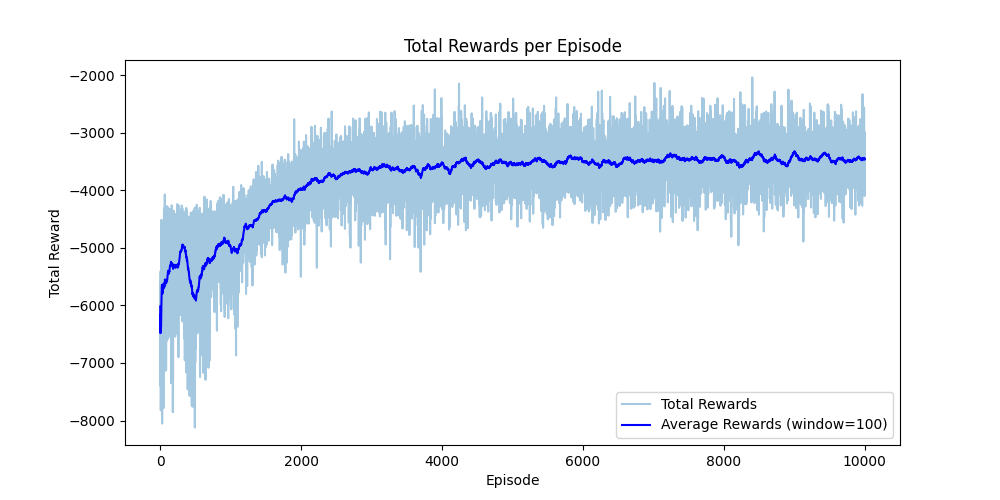 Total Rewards per Episode
Total Reward
−2000
−3000
−4000
−5000
−6000
−7000
−8000
0
2000
4000
6000
8000
10000
Episode
Total Rewards
Average Rewards (window=100)